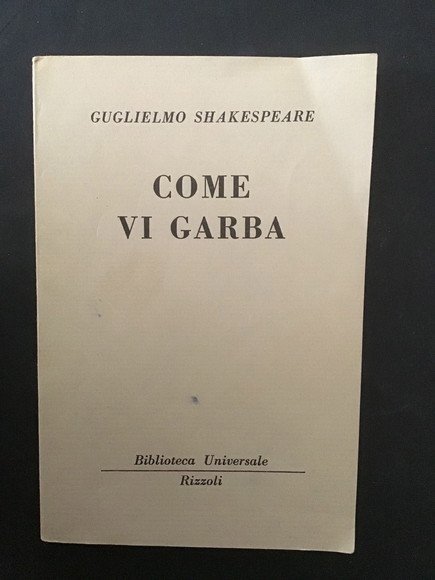 GUGLIELMO SHAKESPEARE
COME
VI GARBA
Biblioteca Universale
Rizzoli